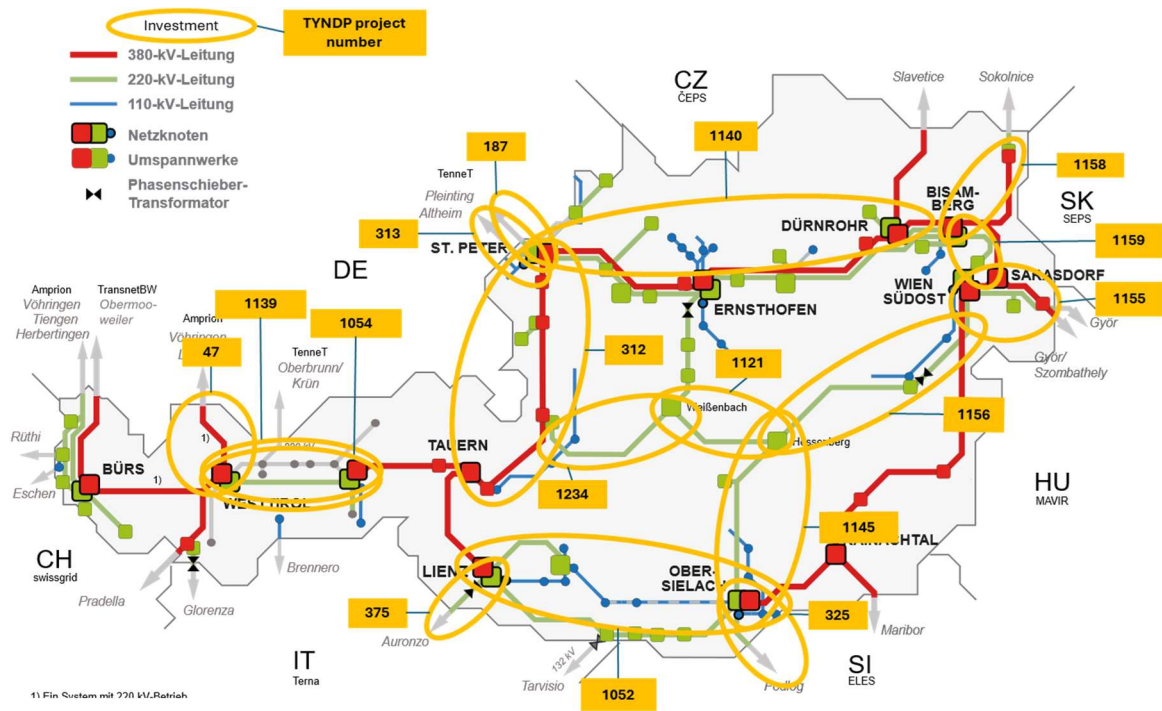 Investment
TYNDP project
number
380-kV-Leitung
220-kV-Leitung
110-kV-Leitung
Netzknoten
Umspannwerke
Phasenschieber-
Transformator
CZ
ČEPS
Slavetice
Sokolnice
187
1140
1158
TenneT
Pleinting
Altheim
BISAM-
BERG
SK
SEPS
DÜRNROHR
313
ST. PETER
1159
DE
WIEN
SÜDOST
SARASDORF
Amprion
Vöhringen
Tiengen
Herbertingen
TransnetBW
Obermoo-
weiler
1139
1054
ERNSTHOFEN
1155
Amprion
Vöhringen
47
TenneT
Oberbrunn/
Krün
312
1121
Györ
Györ/
Szombathely
Weißenbach
1156
1)
Hessenberg
Rüthi
TAUERN
BÜRS
1)
Eschen
1234
HU
MAVIR
1145
CH
swissgrid
Brennero
LIENZ
OBER-
SIELACH
Pradella
Glorenza
375
325
Auronzo
Maribor
IT
Terna
132 kV
Tarvisio
1052
Podlog
SI
ELES
1) Ein System mit 220 kV-Betrieb